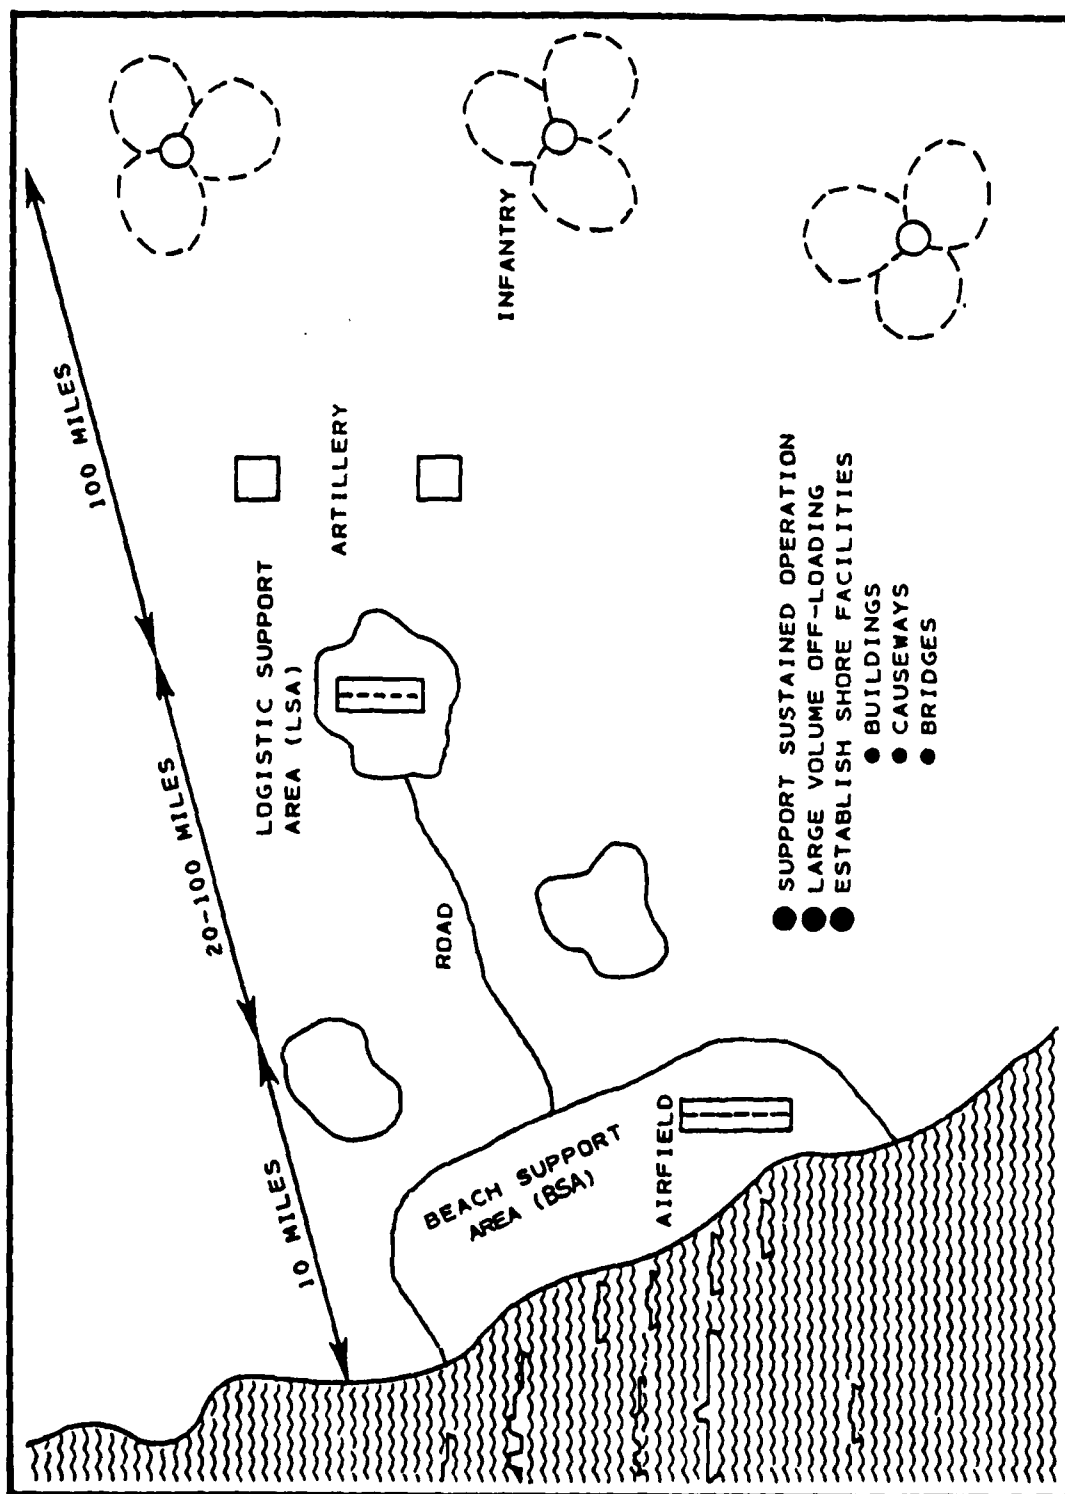 10 MILES
20-100 MILES
100 MILES
LOGISTIC SUPPORT
AREA (LSA)
ARTILLERY
INFANTRY
ROAD
BEACH SUPPORT
AREA (BSA)
AIRFIELD
● SUPPORT SUSTAINED OPERATION
● LARGE VOLUME OFF-LOADING
● ESTABLISH SHORE FACILITIES
● BUILDINGS
● CAUSEWAYS
● BRIDGES